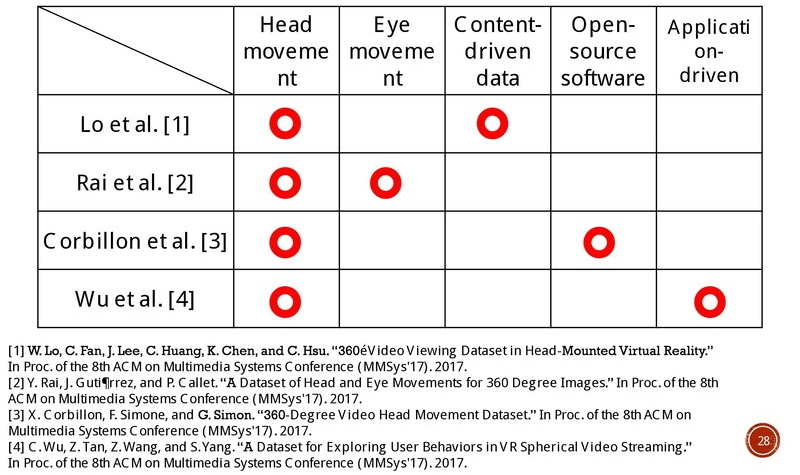 Head moveme nt
Eye moveme nt
Content- driven data
Open- source software
Applicati on- driven
Lo et al. [1]
Rai et al. [2]
Corbillon et al. [3]
Wu et al. [4]
[1] W. Lo, C. Fan, J. Lee, C. Huang, K. Chen, and C. Hsu. “360éVideo Viewing Dataset in Head-Mounted Virtual Reality.”
In Proc. of the 8th ACM on Multimedia Systems Conference (MMSys'17). 2017.
[2] Y. Rai, J. Guti¶rrez, and P. Callet. “A Dataset of Head and Eye Movements for 360 Degree Images.” In Proc. of the 8th
ACM on Multimedia Systems Conference (MMSys'17). 2017.
[3] X. Corbillon, F. Simone, and G. Simon. “360-Degree Video Head Movement Dataset.” In Proc. of the 8th ACM on
Multimedia Systems Conference (MMSys'17). 2017.
[4] C. Wu, Z. Tan, Z. Wang, and S. Yang. “A Dataset for Exploring User Behaviors in VR Spherical Video Streaming.”
In Proc. of the 8th ACM on Multimedia Systems Conference (MMSys'17). 2017.
28